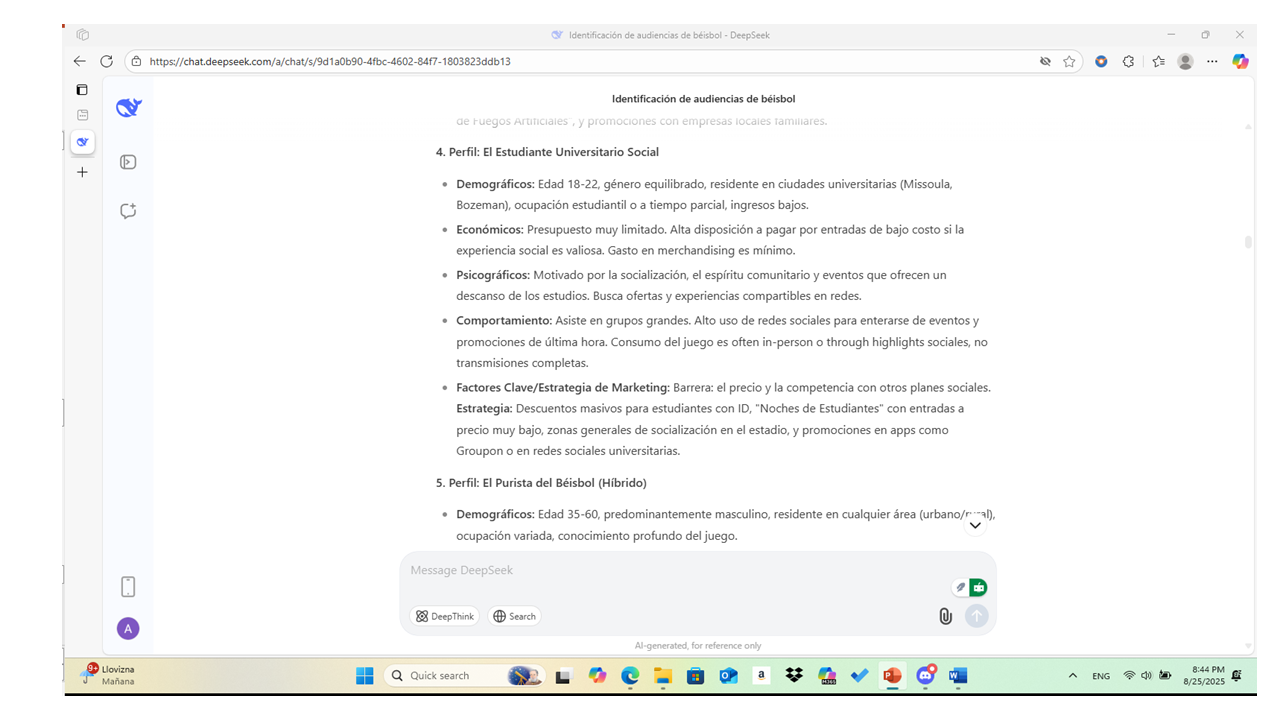 Identificación de audiencias de béisbol - DeepSeek
https://chat.deepseek.com/a/chat/s/9d1a0b90-4fbc-4602-84f7-1803823ddb13
Identificación de audiencias de béisbol
de Fuegos Artificiales", y promociones con empresas locales familiares.
4. Perfil: El Estudiante Universitario Social
• Demográficos: Edad 18-22, género equilibrado, residente en ciudades universitarias (Missoula,
Bozeman), ocupación estudiantil o a tiempo parcial, ingresos bajos.
• Económicos: Presupuesto muy limitado. Alta disposición a pagar por entradas de bajo costo si la
experiencia social es valiosa. Gasto en merchandising es mínimo.
• Psicográficos: Motivado por la socialización, el espíritu comunitario y eventos que ofrecen un
descanso de los estudios. Busca ofertas y experiencias compartibles en redes.
• Comportamiento: Asiste en grupos grandes. Alto uso de redes sociales para enterarse de eventos y
promociones de última hora. Consumo del juego es often in-person o through highlights sociales, no
transmisiones completas.
• Factores Clave/Estrategia de Marketing: Barrera: el precio y la competencia con otros planes sociales.
Estrategia: Descuentos masivos para estudiantes con ID, "Noches de Estudiantes" con entradas a
precio muy bajo, zonas generales de socialización en el estadio, y promociones en apps como
Groupon o en redes sociales universitarias.
5. Perfil: El Purista del Béisbol (Híbrido)
• Demográficos: Edad 35-60, predominantemente masculino, residente en cualquier área (urbano/rural),
ocupación variada, conocimiento profundo del juego.
Message DeepSeek
DeepThink
Search
A
AI-generated, for reference only
9+
Llovizna
Mañana
Quick search
a
M365
ENG
8:44 PM
8/25/2025